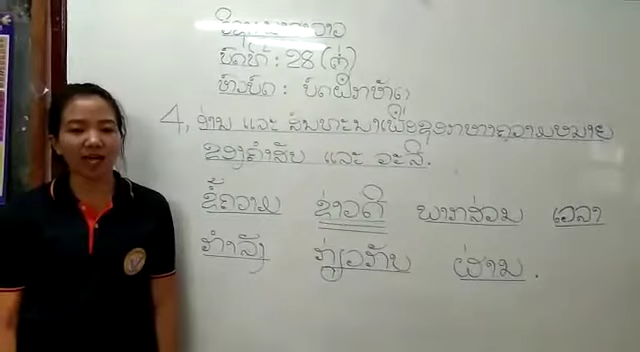 ວິຊາ ພາສາລາວ
ບົດທີ : 28 (ຕໍ່)
ຫົວບົດ : ບົດຝຶກຫັດ
4, ອ່ານ ແລະ ສົນທະນາເພື່ອຊອກຫາຄວາມໝາຍ
ຂອງຄຳສັບ ແລະ ວະລີ.
ຂໍ້ຄວາມ ຂ່າວດີ ພາກສ່ວນ ເວລາ
ກຳລັງ ກ່ຽວກັບ ຜ່ານ .